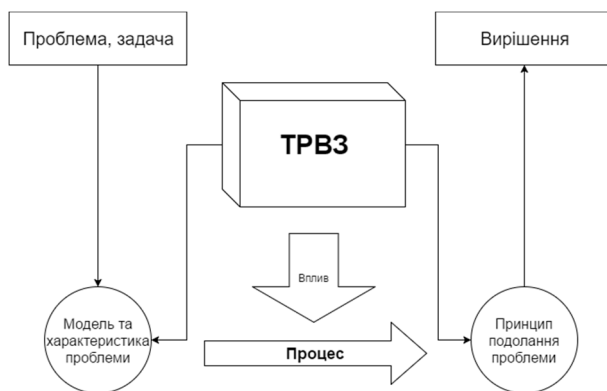 Проблема, задача
Вирішення
ТРВЗ
Вплив
Модель та
характеристика
проблеми
Процес
Принцип
подолання
проблеми